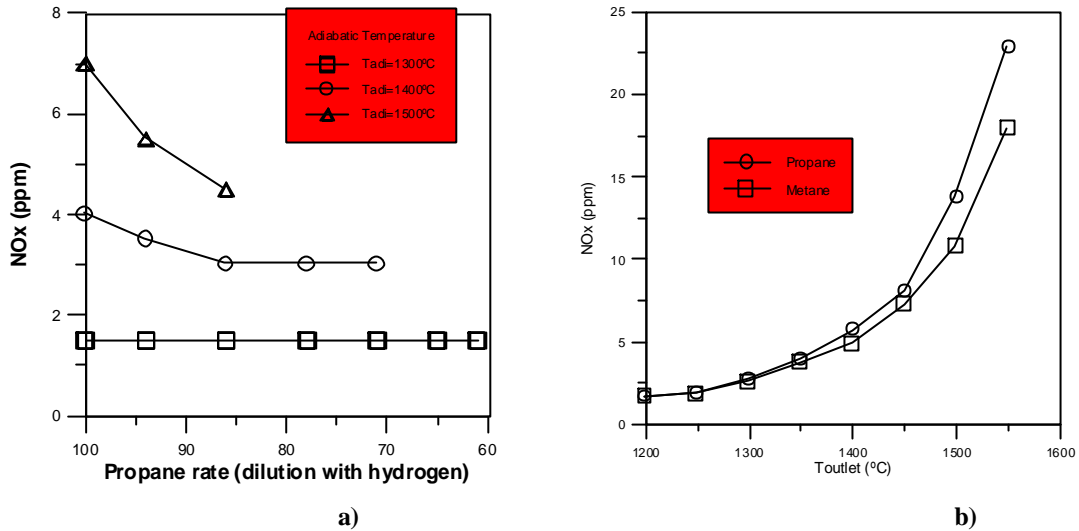 8
6
4
2
0
NOx (ppm)
Adiabatic Temperature
Tadi=1300ºC
Tadi=1400ºC
Tadi=1500ºC
100
90
80
70
60
Propane rate (dilution with hydrogen)
a)
25
20
15
10
5
0
NOx (ppm)
Propane
Metane
1200
1300
1400
1500
1600
Toutlet (ºC)
b)